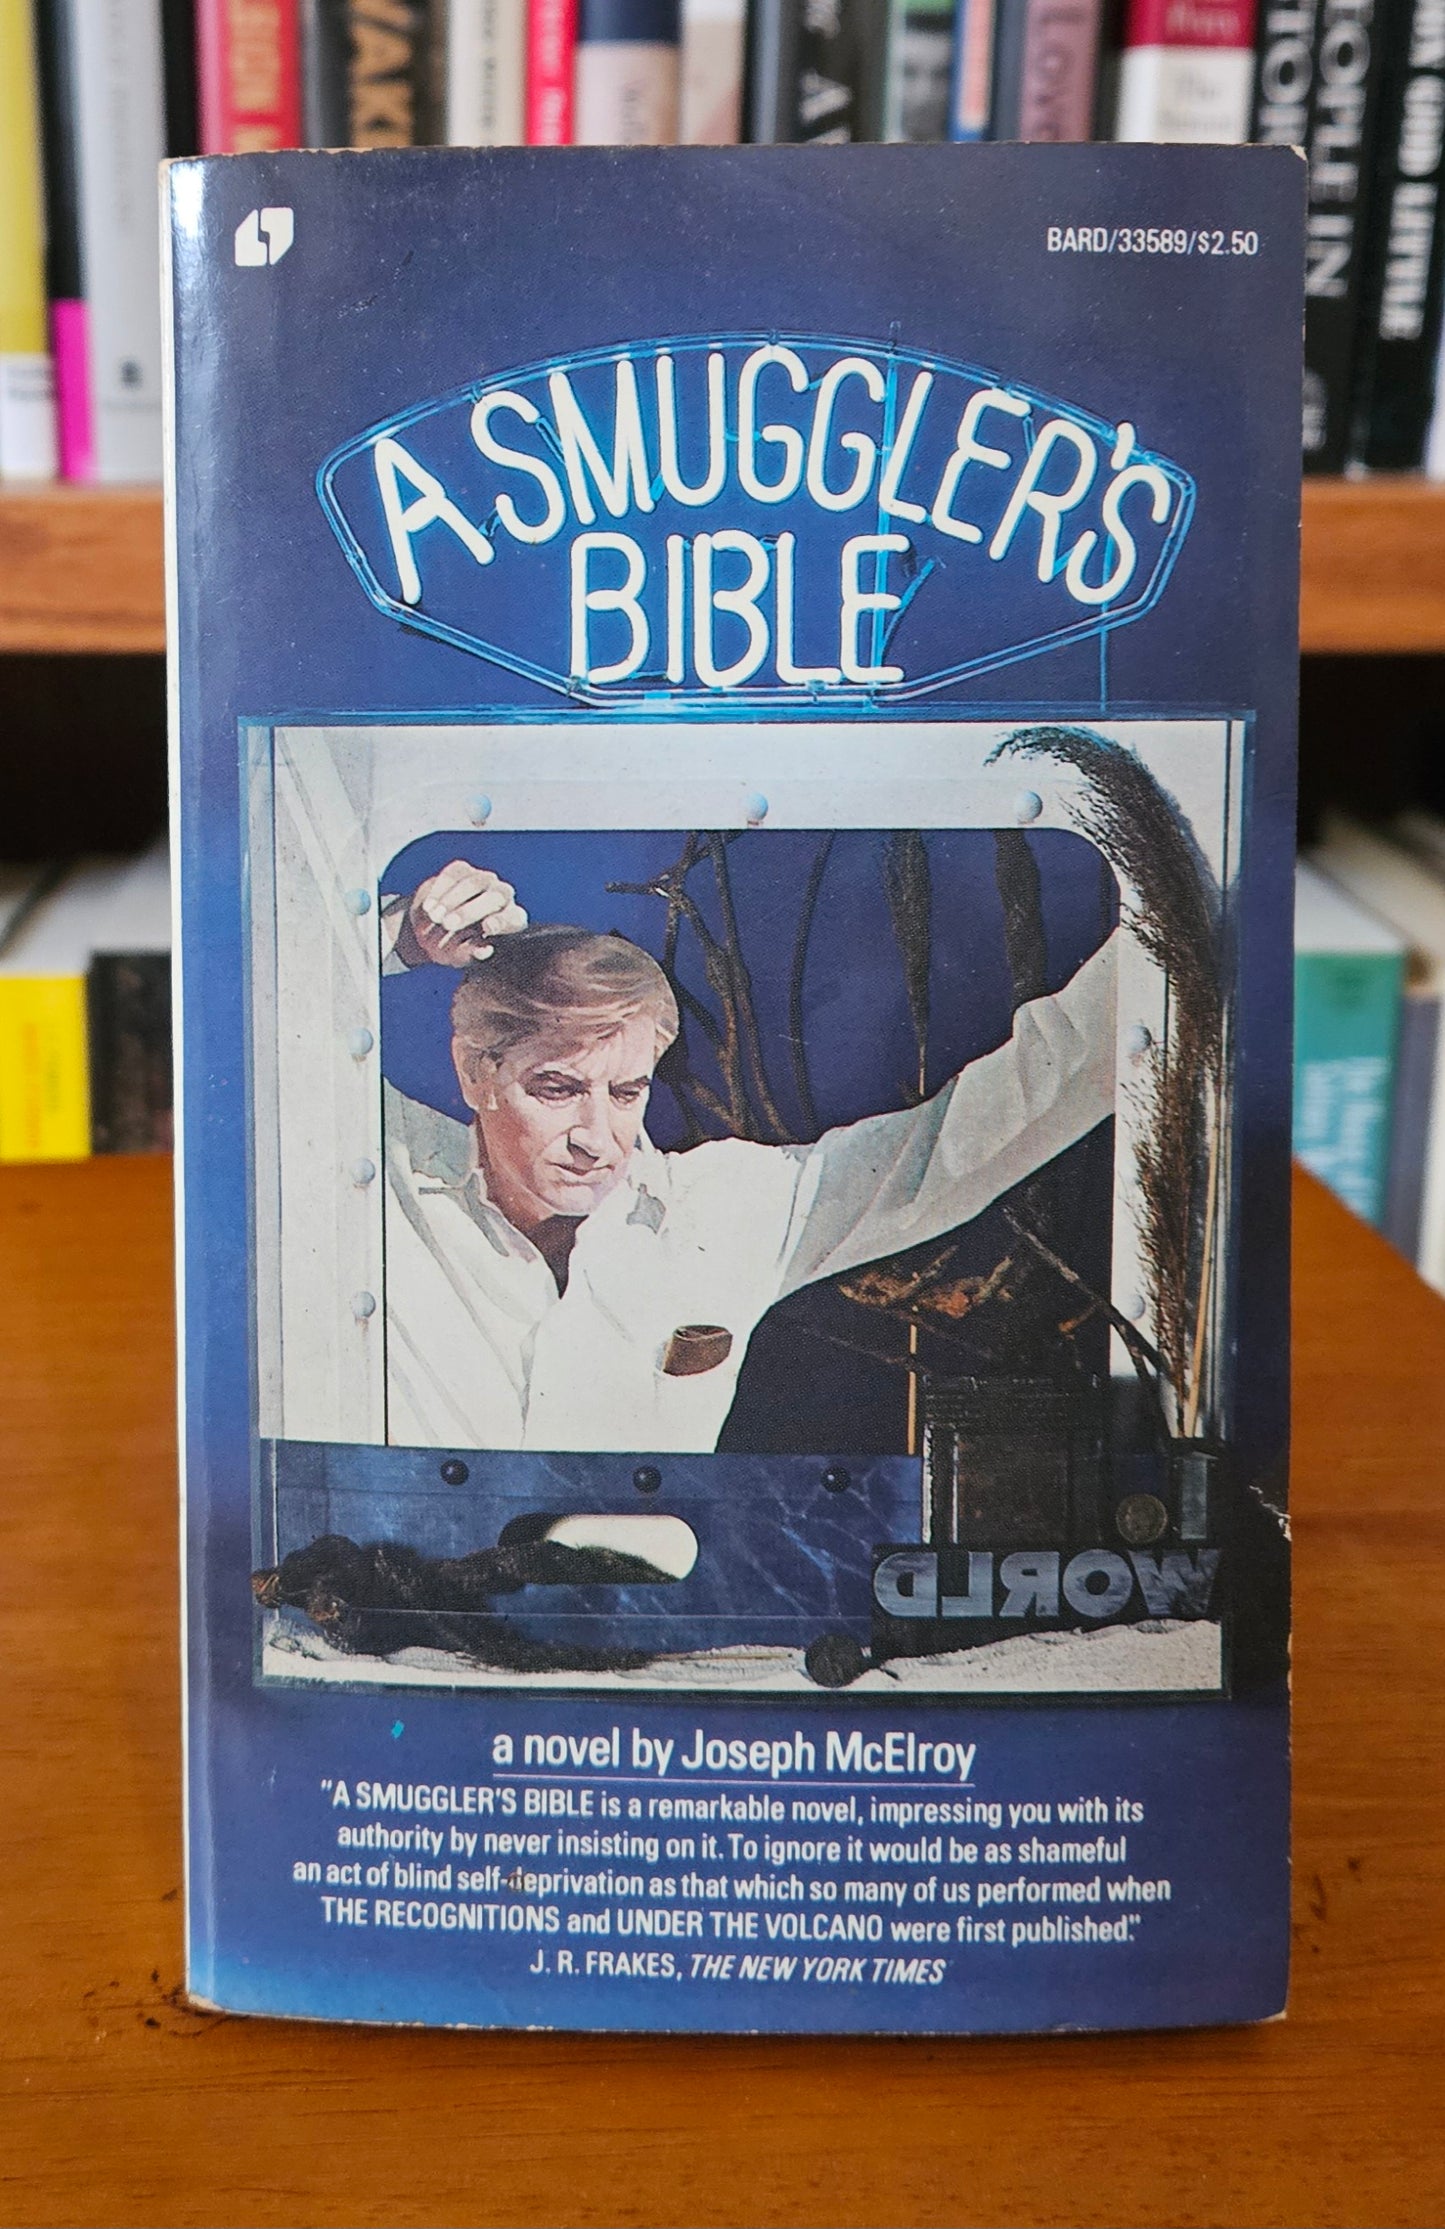 BARD/33589/$2.50
A SMUGGLER'S
BIBLE
WORLD
a novel by Joseph McElroy
"A SMUGGLER'S BIBLE is a remarkable novel, impressing you with its
authority by never insisting on it. To ignore it would be as shameful
an act of blind self-deprivation as that which so many of us performed when
THE RECOGNITIONS and UNDER THE VOLCANO were first published."
J. R. FRAKES, THE NEW YORK TIMES